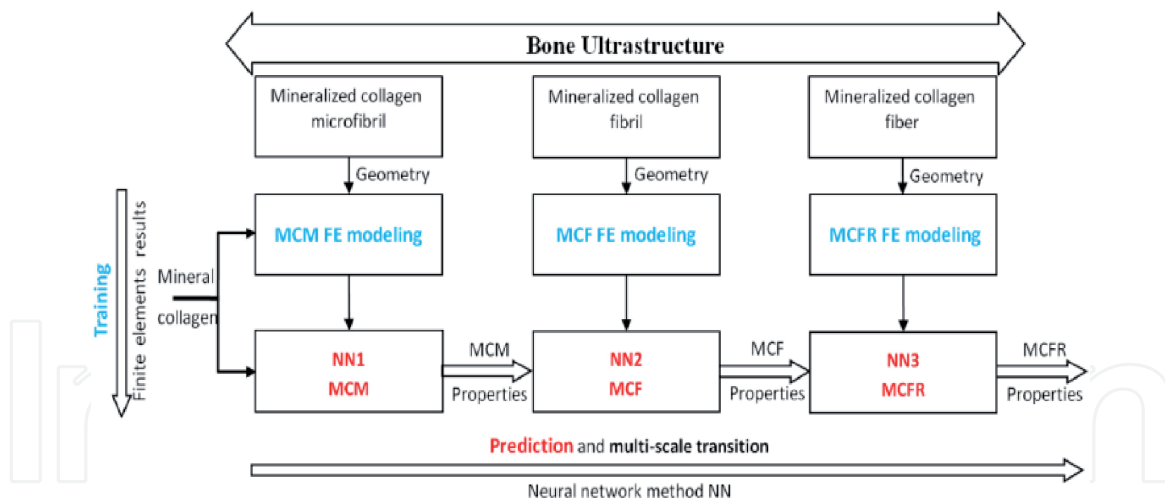 Bone Ultrastructure
Mineralized collagen
microfibril
Mineralized collagen
fibril
Mineralized collagen
fiber
Geometry
Geometry
Geometry
MCM FE modeling
MCF FE modeling
MCFR FE modeling
Training
Finite elements results
Mineral
collagen
NN1
MCM
MCM
Properties
NN2
MCF
MCF
Properties
NN3
MCFR
MCFR
Properties
Prediction and multi-scale transition
Neural network method NN